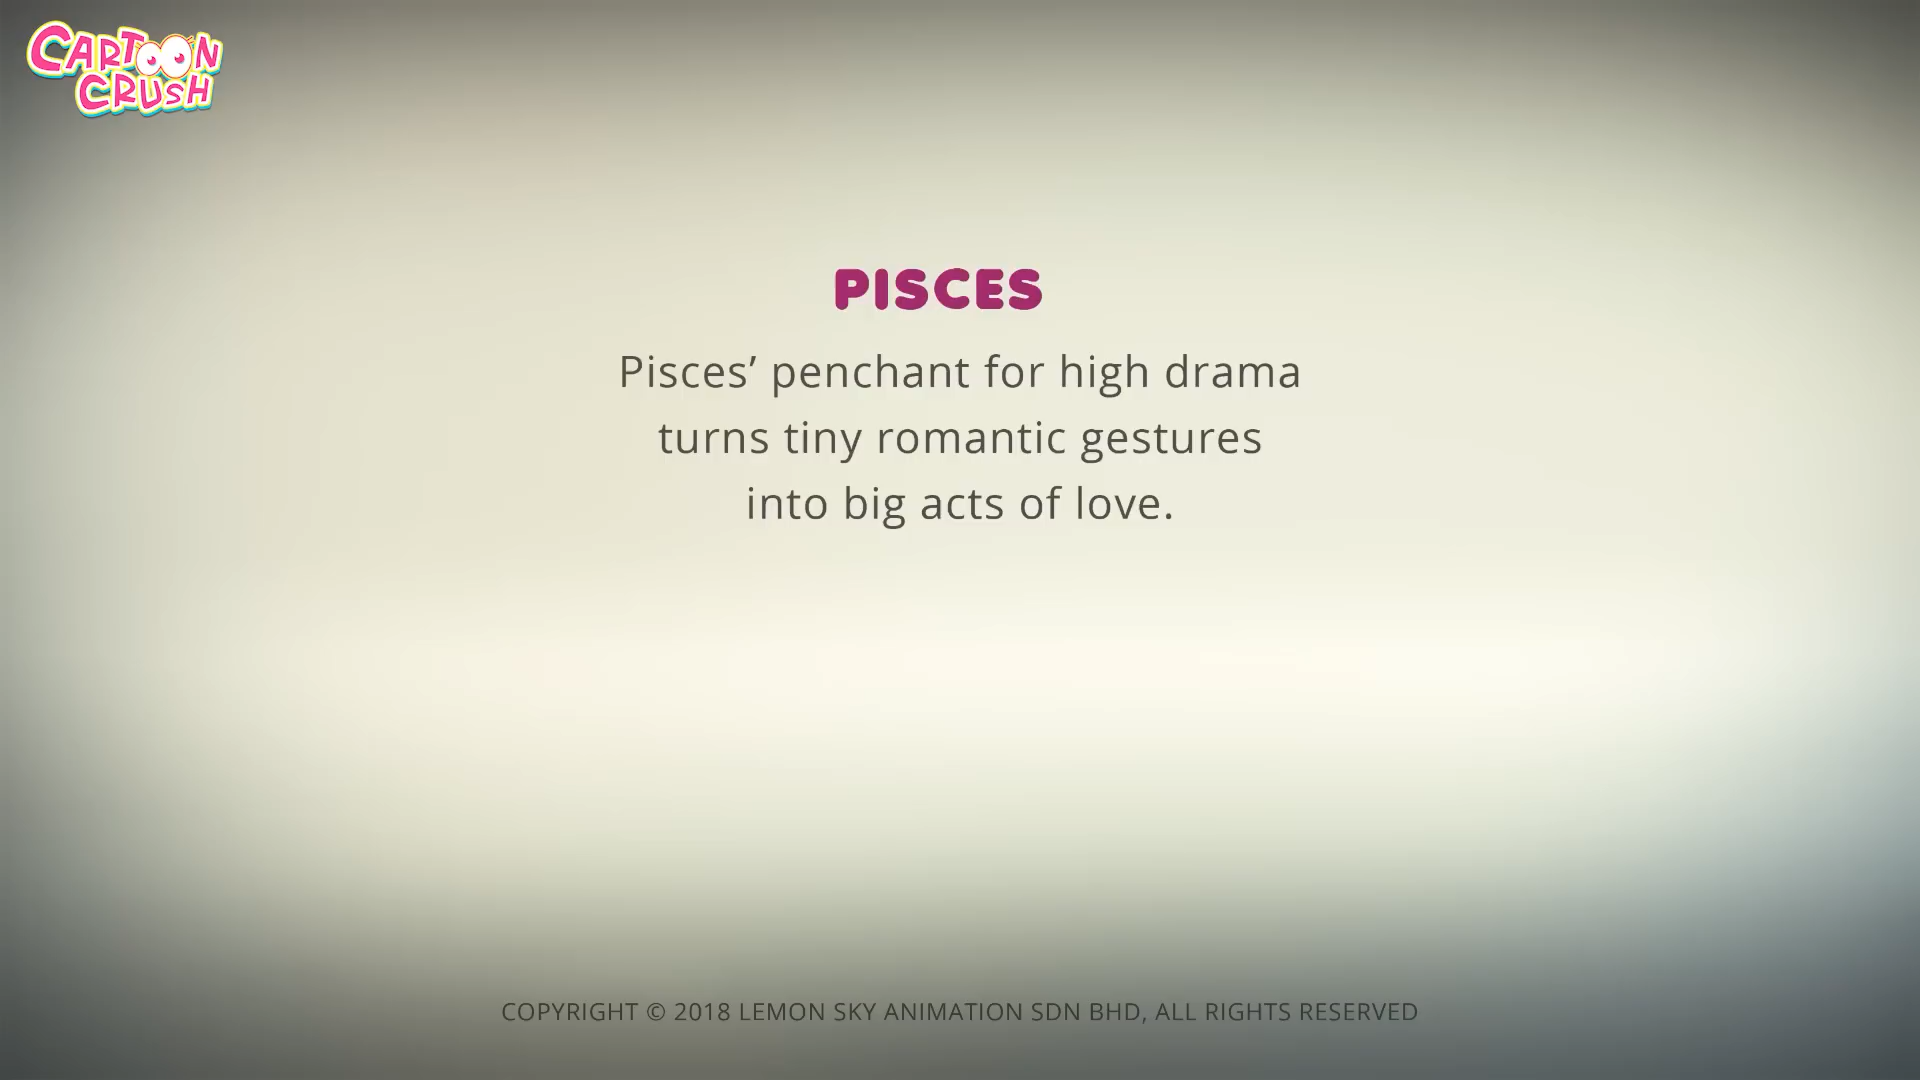 CARTOON
CRUSH
PISCES
Pisces’ penchant for high drama
turns tiny romantic gestures
into big acts of love.
COPYRIGHT © 2018 LEMON SKY ANIMATION SDN BHD, ALL RIGHTS RESERVED